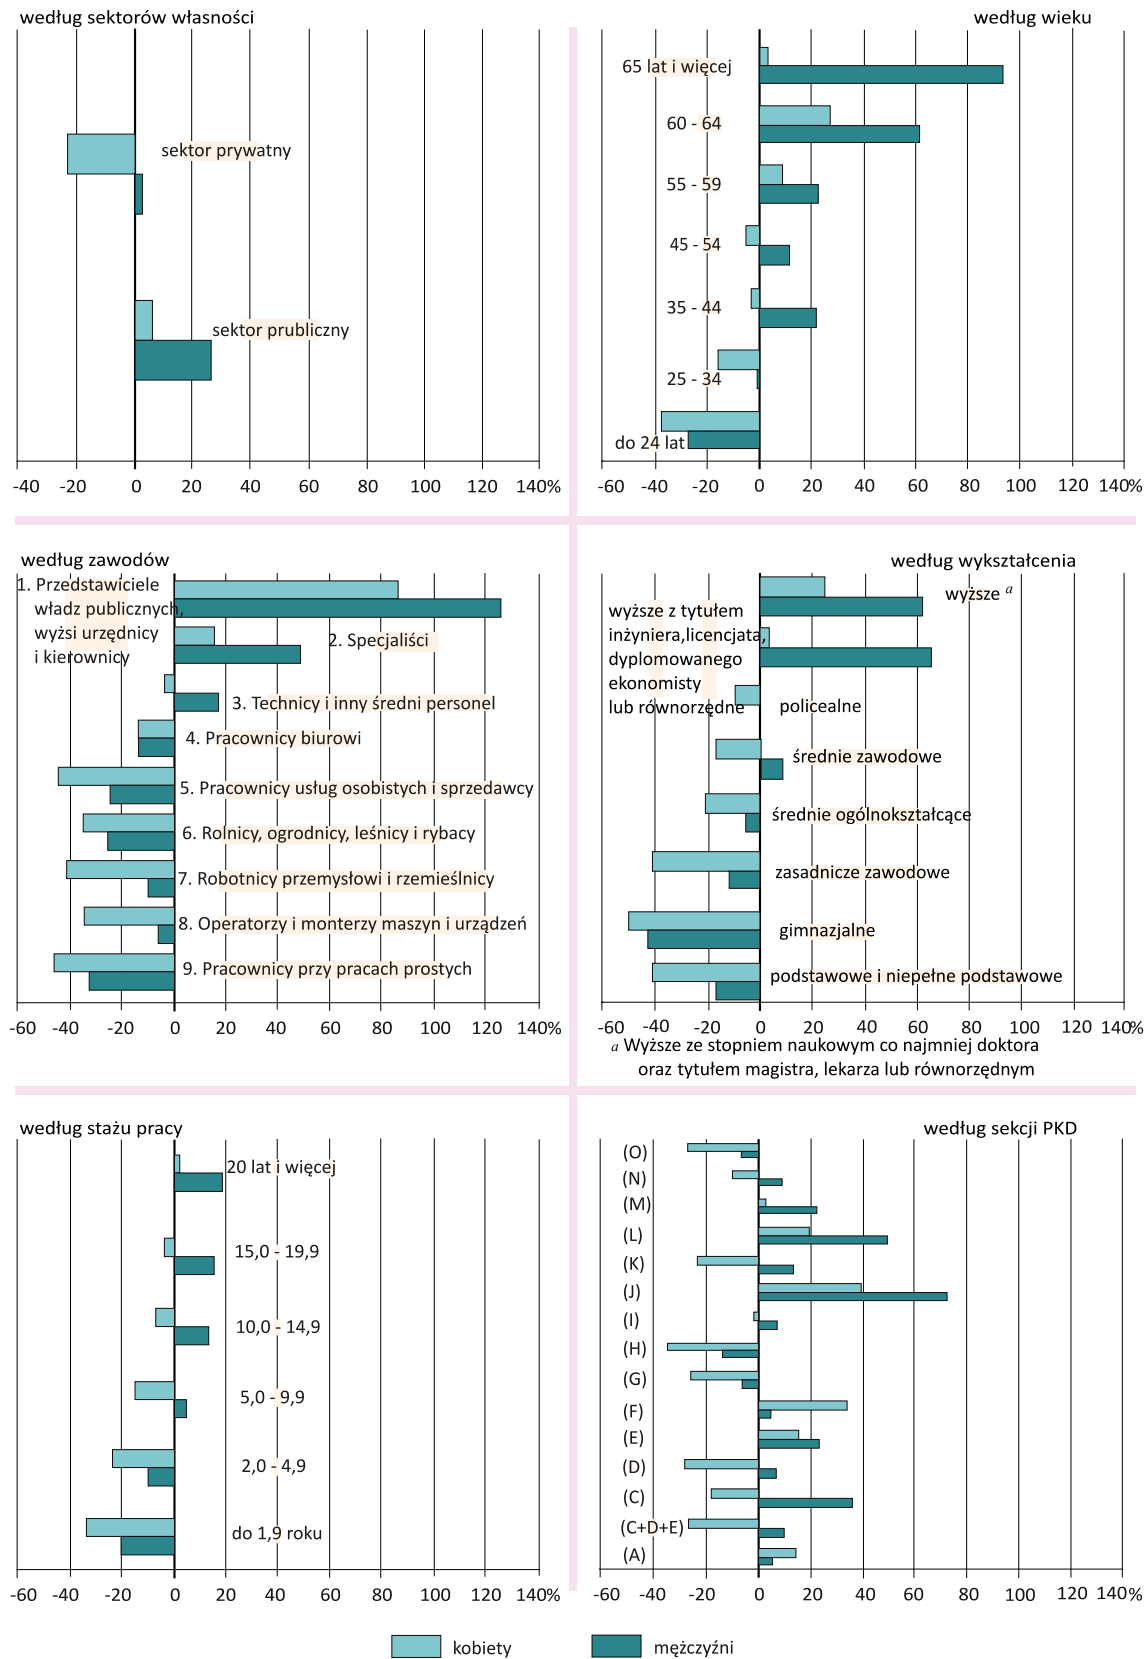 według sektorów własności
sektor prywatny
sektor prubliczny
-40 -20 0 20 40 60 80 100 120 140%
według wieku
65 lat i więcej
60 - 64
55 - 59
45 - 54
35 - 44
25 - 34
do 24 lat
-60 -40 -20 0 20 40 60 80 100 120 140%
według zawodów
1. Przedstawiciele
władz publicznych,
wyżsi urzędnicy
i kierownicy
2. Specjaliści
3. Technicy i inny średni personel
4. Pracownicy biurowi
5. Pracownicy usług osobistych i sprzedawcy
6. Rolnicy, ogrodnicy, leśnicy i rybacy
7. Robotnicy przemysłowi i rzemieślnicy
8. Operatorzy i monterzy maszyn i urządzeń
9. Pracownicy przy pracach prostych
-60 -40 -20 0 20 40 60 80 100 120 140%
według wykształcenia
wyższe a
wyższe z tytułem
inżyniera,licencjata,
dyplomowanego
ekonomisty
lub równorzędne
policealne
średnie zawodowe
średnie ogólnokształcące
zasadnicze zawodowe
gimnazjalne
podstawowe i niepełne podstawowe
-60 -40 -20 0 20 40 60 80 100 120 140%
a Wyższe ze stopniem naukowym co najmniej doktora
oraz tytułem magistra, lekarza lub równorzędnym
według stażu pracy
20 lat i więcej
15,0 - 19,9
10,0 - 14,9
5,0 - 9,9
2,0 - 4,9
do 1,9 roku
-60 -40 -20 0 20 40 60 80 100 120 140%
według sekcji PKD
(O)
(N)
(M)
(L)
(K)
(J)
(I)
(H)
(G)
(F)
(E)
(D)
(C)
(C+D+E)
(A)
-60 -40 -20 0 20 40 60 80 100 120 140%
kobiety
mężczyźni